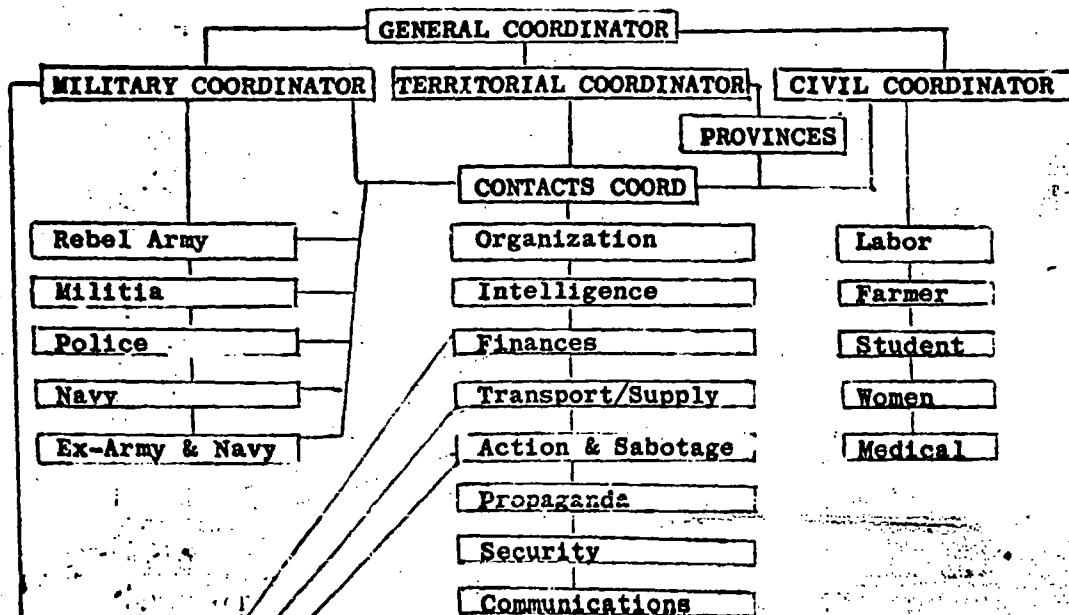 GENERAL COORDINATOR
MILITARY COORDINATOR
TERRITORIAL COORDINATOR
CIVIL COORDINATOR
PROVINCES
CONTACTS COORD
Rebel Army
Militia
Police
Navy
Ex-Army & Navy
Organization
Intelligence
Finances
Transport/Supply
Action & Sabotage
Propaganda
Security
Communications
Labor
Farmer
Student
Women
Medical